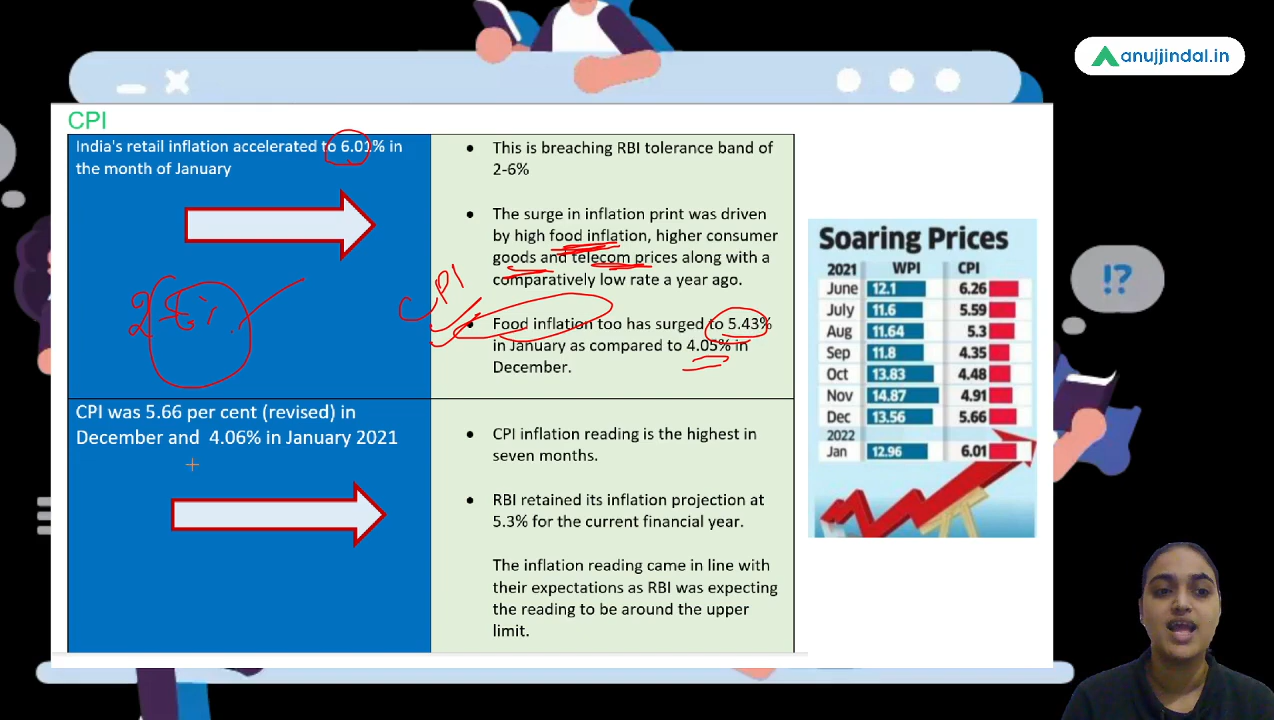 anujjindal.in
CPI
India's retail inflation accelerated to 6.01% in
the month of January
• This is breaching RBI tolerance band of
2-6%
• The surge in inflation print was driven
by high food inflation, higher consumer
goods and telecom prices along with a
comparatively low rate a year ago.
• Food inflation too has surged to 5.43%
in January as compared to 4.05% in
December.
CPI
CPI was 5.66 per cent (revised) in
December and 4.06% in January 2021
• CPI inflation reading is the highest in
seven months.
• RBI retained its inflation projection at
5.3% for the current financial year.
The inflation reading came in line with
their expectations as RBI was expecting
the reading to be around the upper
limit.
Soaring Prices
2021 WPI CPI
June 12.1 6.26
July 11.6 5.59
Aug 11.64 5.3
Sep 11.8 4.35
Oct 13.83 4.48
Nov 14.87 4.91
Dec 13.56 5.66
2022
Jan 12.96 6.01
!?